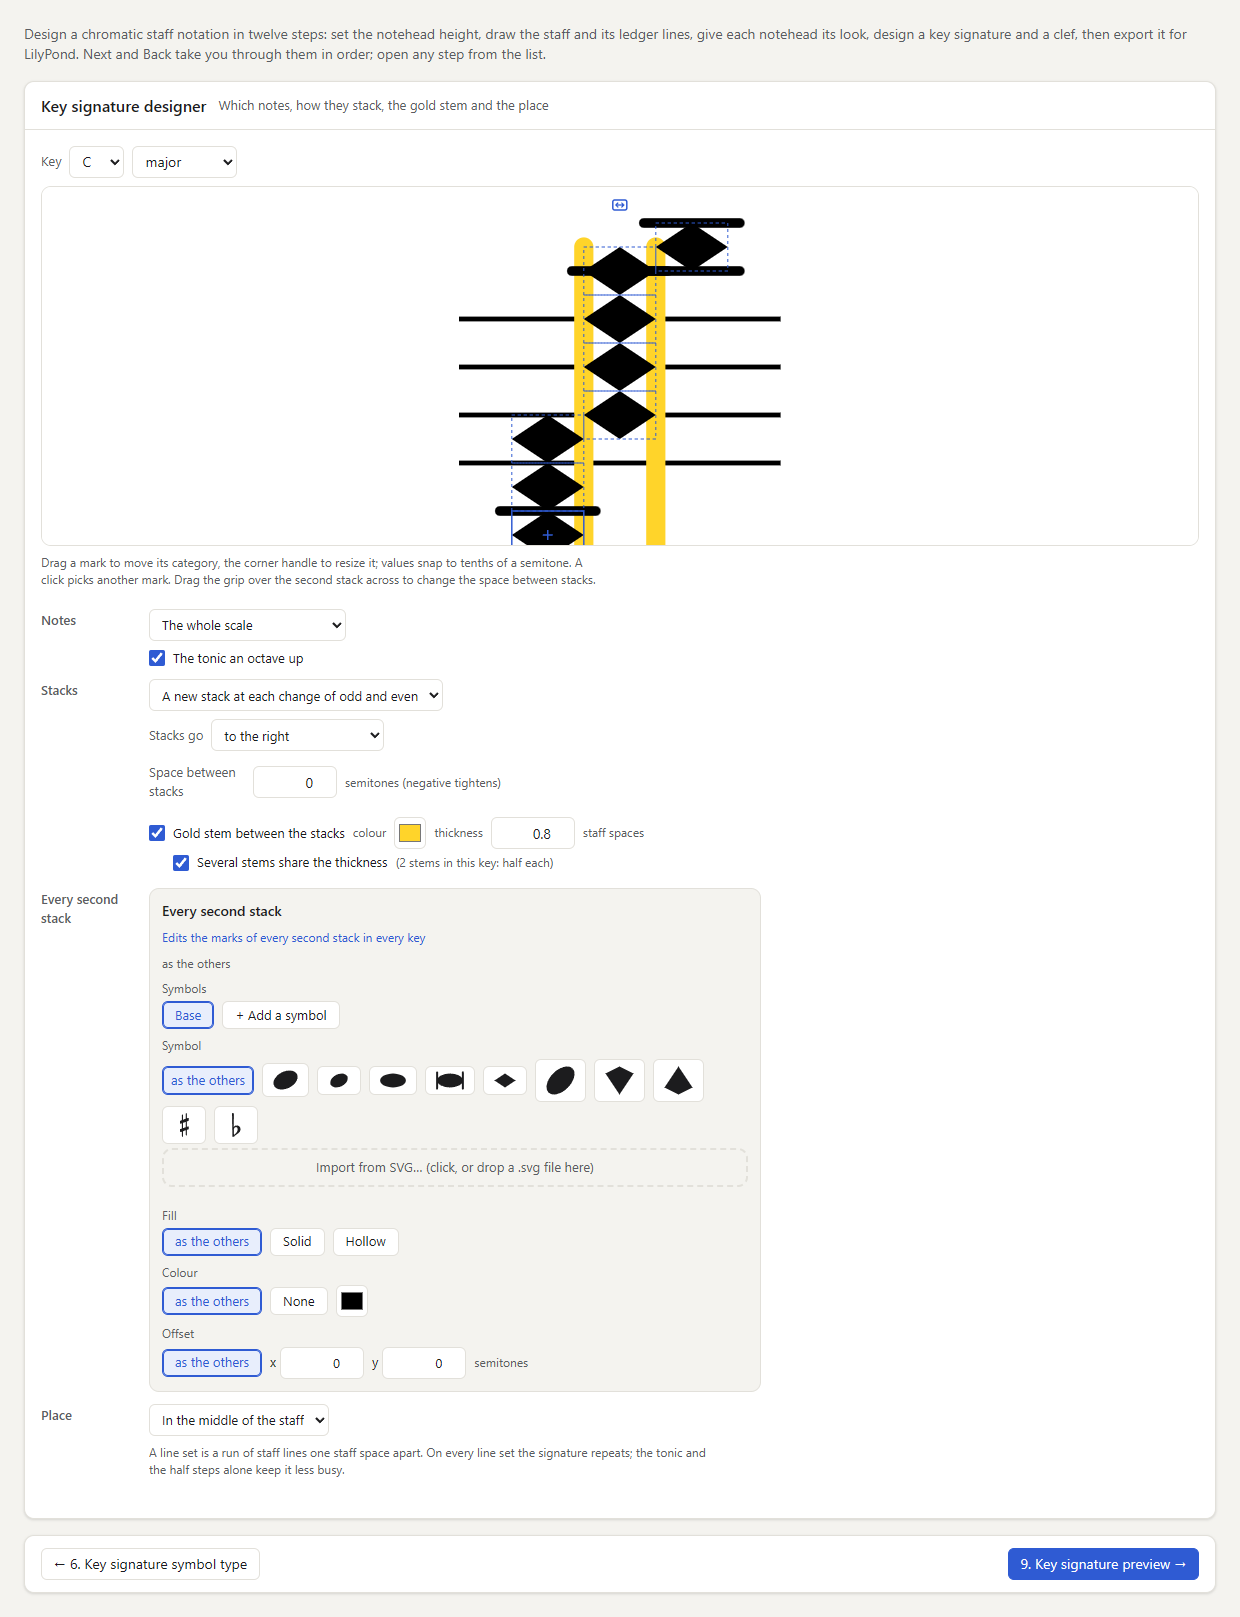 Design a chromatic staff notation in twelve steps: set the notehead height, draw the staff and its ledger lines, give each notehead its look, design a key signature and a clef, then export it for
LilyPond. Next and Back take you through them in order; open any step from the list.
Key signature designer Which notes, how they stack, the gold stem and the place
Key C major
Drag a mark to move its category, the corner handle to resize it; values snap to tenths of a semitone. A
click picks another mark. Drag the grip over the second stack across to change the space between stacks.
Notes The whole scale
The tonic an octave up
Stacks A new stack at each change of odd and even
Stacks go to the right
Space between
stacks 0 semitones (negative tightens)
Gold stem between the stacks colour thickness 0.8 staff spaces
Several stems share the thickness (2 stems in this key: half each)
Every second
stack
Every second stack
Edits the marks of every second stack in every key
as the others
Symbols
Base + Add a symbol
Symbol
as the others
Import from SVG... (click, or drop a .svg file here)
Fill
as the others Solid Hollow
Colour
as the others None
Offset
as the others x 0 y 0 semitones
Place In the middle of the staff
A line set is a run of staff lines one staff space apart. On every line set the signature repeats; the tonic and
the half steps alone keep it less busy.
← 6. Key signature symbol type 9. Key signature preview →